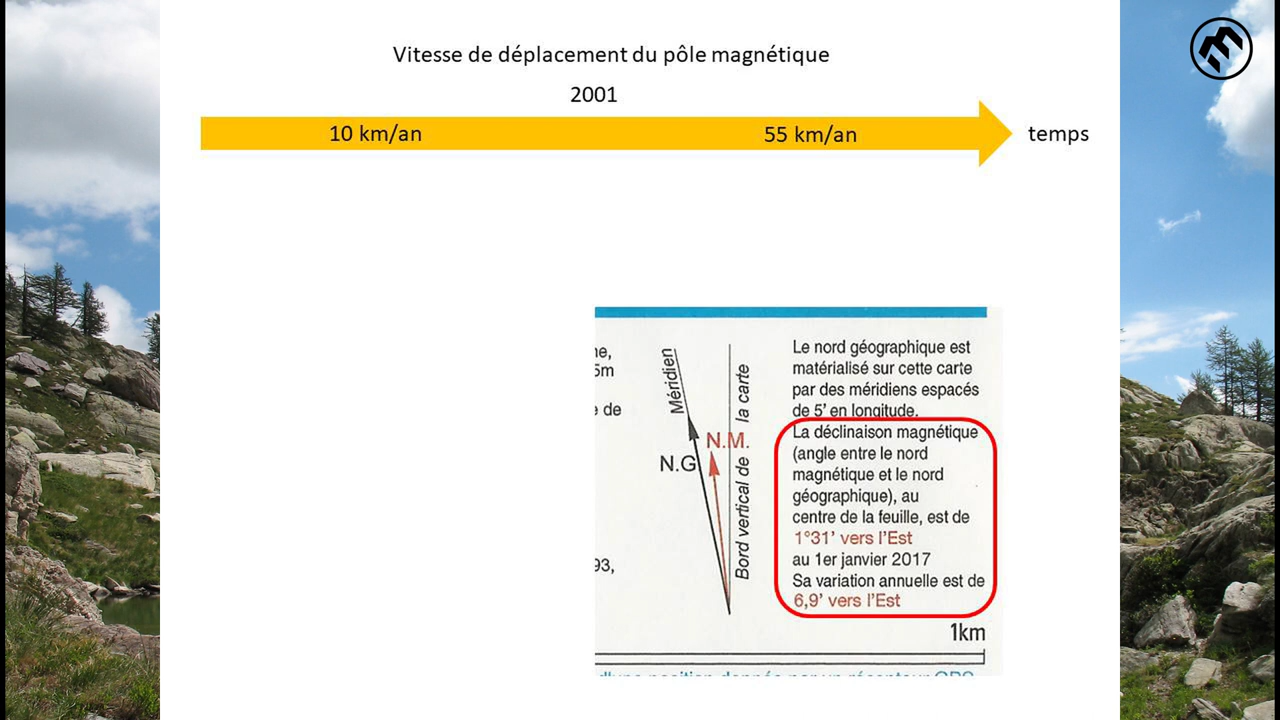 Vitesse de déplacement du pôle magnétique
2001
10 km/an
55 km/an
temps
5m
e de
93,
Méridien
N.G
N.M.
Bord vertical de la carte
Le nord géographique est
matérialisé sur cette carte
par des méridiens espacés
de 5' en longitude.
La déclinaison magnétique
(angle entre le nord
magnétique et le nord
géographique), au
centre de la feuille, est de
1°31' vers l'Est
au 1er janvier 2017
Sa variation annuelle est de
6,9' vers l'Est
1km